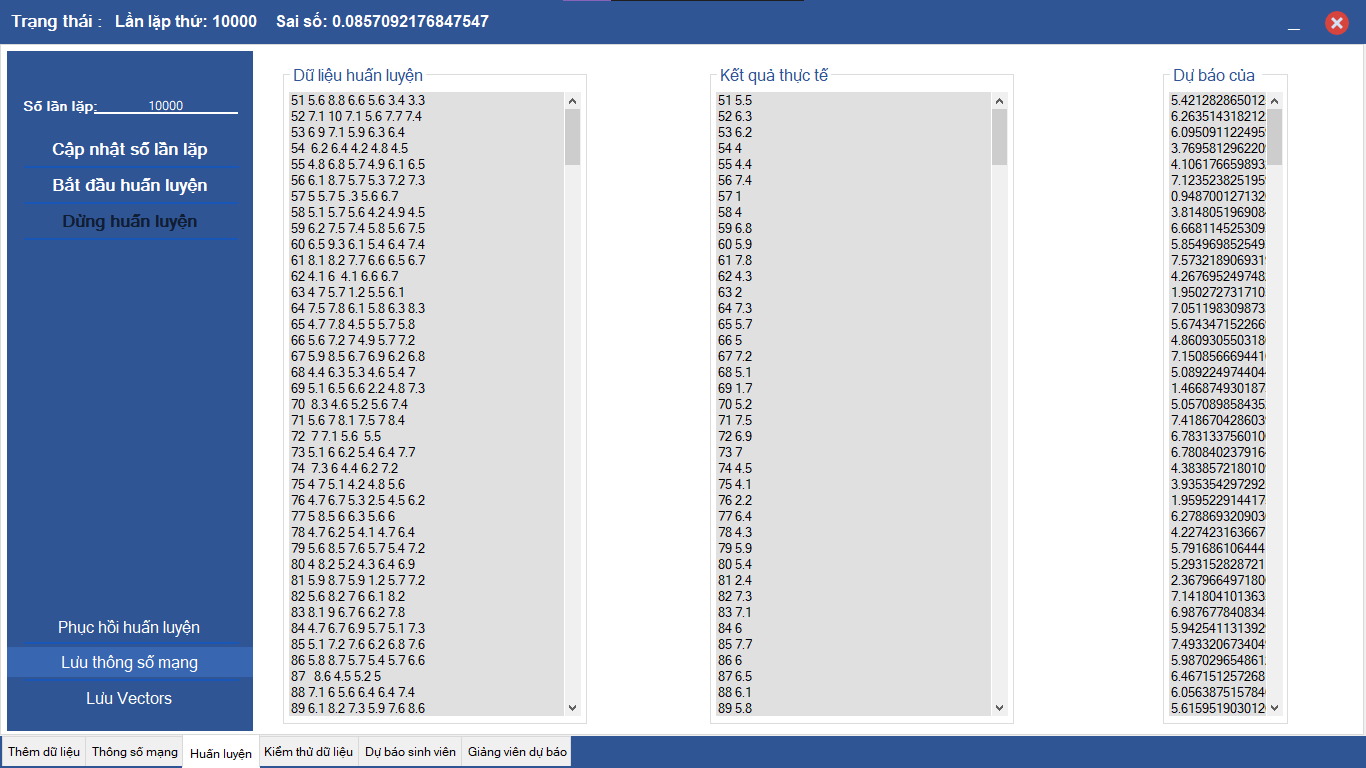 Trạng thái : Lần lặp thứ: 10000 Sai số: 0.0857092176847547
Số lần lặp: 10000
Cập nhật số lần lặp
Bắt đầu huấn luyện
Dừng huấn luyện
Phục hồi huấn luyện
Lưu thông số mạng
Lưu Vectors
Dữ liệu huấn luyện
51 5.6 8.8 6.6 5.6 3.4 3.3
52 7.1 10 7.1 5.6 7.7 7.4
53 6 9 7.1 5.9 6.3 6.4
54  6.2 6.4 4.2 4.8 4.5
55 4.8 6.8 5.7 4.9 6.1 6.5
56 6.1 8.7 5.7 5.3 7.2 7.3
57 5 5.7 5 .3 5.6 6.7
58 5.1 5.7 5.6 4.2 4.9 4.5
59 6.2 7.5 7.4 5.8 5.6 7.5
60 6.5 9.3 6.1 5.4 6.4 7.4
61 8.1 8.2 7.7 6.6 6.5 6.7
62 4.1 6  4.1 6.6 6.7
63 4 7 5.7 1.2 5.5 6.1
64 7.5 7.8 6.1 5.8 6.3 8.3
65 4.7 7.8 4.5 5 5.7 5.8
66 5.6 7.2 7 4.9 5.7 7.2
67 5.9 8.5 6.7 6.9 6.2 6.8
68 4.4 6.3 5.3 4.6 5.4 7
69 5.1 6.5 6.6 2.2 4.8 7.3
70  8.3 4.6 5.2 5.6 7.4
71 5.6 7 8.1 7.5 7 8.4
72  7 7.1 5.6  5.5
73 5.1 6 6.2 5.4 6.4 7.7
74  7.3 6 4.4 6.2 7.2
75 4 7 5.1 4.2 4.8 5.6
76 4.7 6.7 5.3 2.5 4.5 6.2
77 5 8.5 6 6.3 5.6 6
78 4.7 6.2 5 4.1 4.7 6.4
79 5.6 8.5 7.6 5.7 5.4 7.2
80 4 8.2 5.2 4.3 6.4 6.9
81 5.9 8.7 5.9 1.2 5.7 7.2
82 5.6 8.2 7 6 6.1 8.2
83 8.1 9 6.7 6 6.2 7.8
84 4.7 6.7 6.9 5.7 5.1 7.3
85 5.1 7.2 7.6 6.2 6.8 7.6
86 5.8 8.7 5.7 5.4 5.7 6.6
87  8.6 4.5 5.2 5
88 7.1 6 5.6 6.4 6.4 7.4
89 6.1 8.2 7.3 5.9 7.6 8.6
Kết quả thực tế
51 5.5
52 6.3
53 6.2
54 4
55 4.4
56 7.4
57 1
58 4
59 6.8
60 5.9
61 7.8
62 4.3
63 2
64 7.3
65 5.7
66 5
67 7.2
68 5.1
69 1.7
70 5.2
71 7.5
72 6.9
73 7
74 4.5
75 4.1
76 2.2
77 6.4
78 4.3
79 5.9
80 5.4
81 2.4
82 7.3
83 7.1
84 6
85 7.7
86 6
87 6.5
88 6.1
89 5.8
Dự báo của
5.421282865012
6.263514318212
6.095091122495
3.769581296220
4.106176659893
7.123523825195
0.948700127132
3.814805196908
6.668114525309
5.854969852549
7.573218906931
4.267695249748
1.950272731710
7.051198309873
5.674347152266
4.860930550318
7.150856669441
5.089224974404
1.466874930187
5.057089858435
7.418670428603
6.783133756010
6.780840237916
4.383857218010
3.935354297292
1.959522914417
6.278869320903
4.227423163667
5.791686106444
5.293152828721
2.367966497180
7.141804101363
6.987677840834
5.942541131392
7.493320673404
5.987029654861
6.467151257268
6.056387515784
5.615951903012
Thêm dữ liệu
Thông số mạng
Huấn luyện
Kiểm thử dữ liệu
Dự báo sinh viên
Giảng viên dự báo